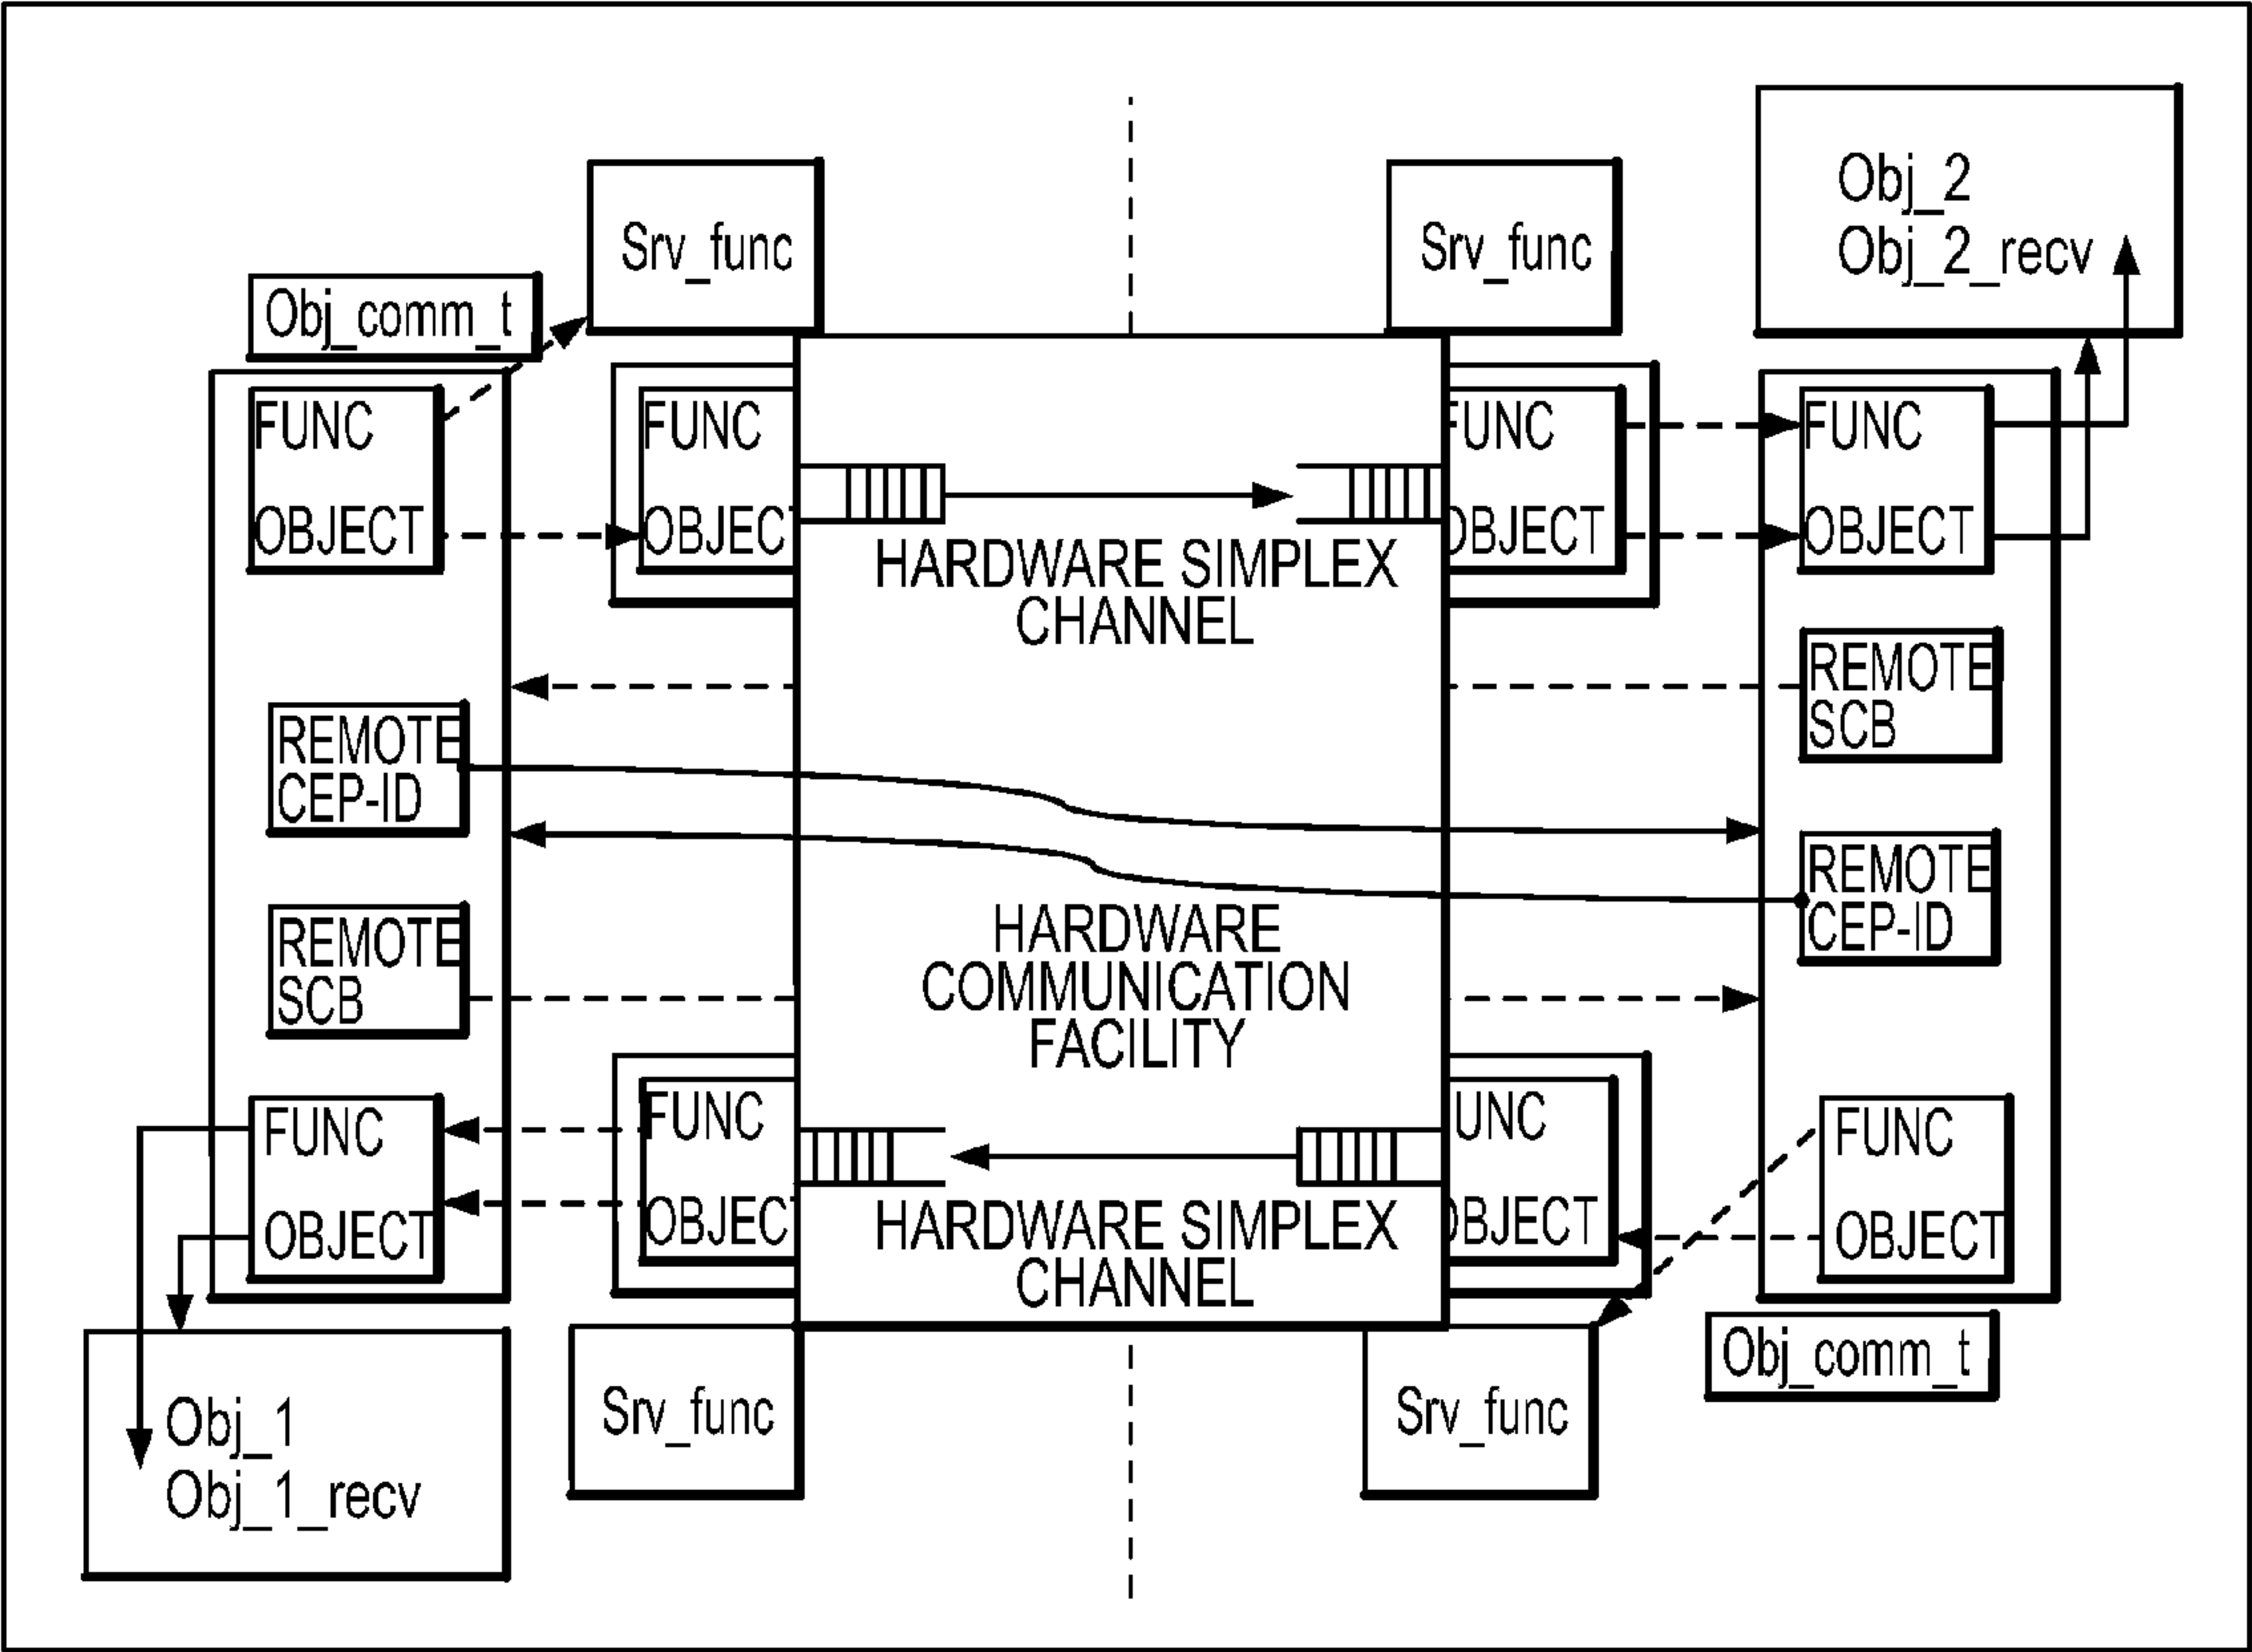 Obj_2
Obj_2_recv
Srv_func
Srv_func
Obj_comm_t
FUNC
OBJECT
FUNC
OBJEC
HARDWARE SIMPLEX
CHANNEL
FUNC
OBJECT
FUNC
OBJECT
REMOTE
SCB
REMOTE
CEP-ID
REMOTE
CEP-ID
REMOTE
SCB
HARDWARE
COMMUNICATION
FACILITY
FUNC
OBJECT
FUNC
OBJEC
HARDWARE SIMPLEX
CHANNEL
UNC
OBJECT
FUNC
OBJECT
Obj_comm_t
Obj_1
Obj_1_recv
Srv_func
Srv_func